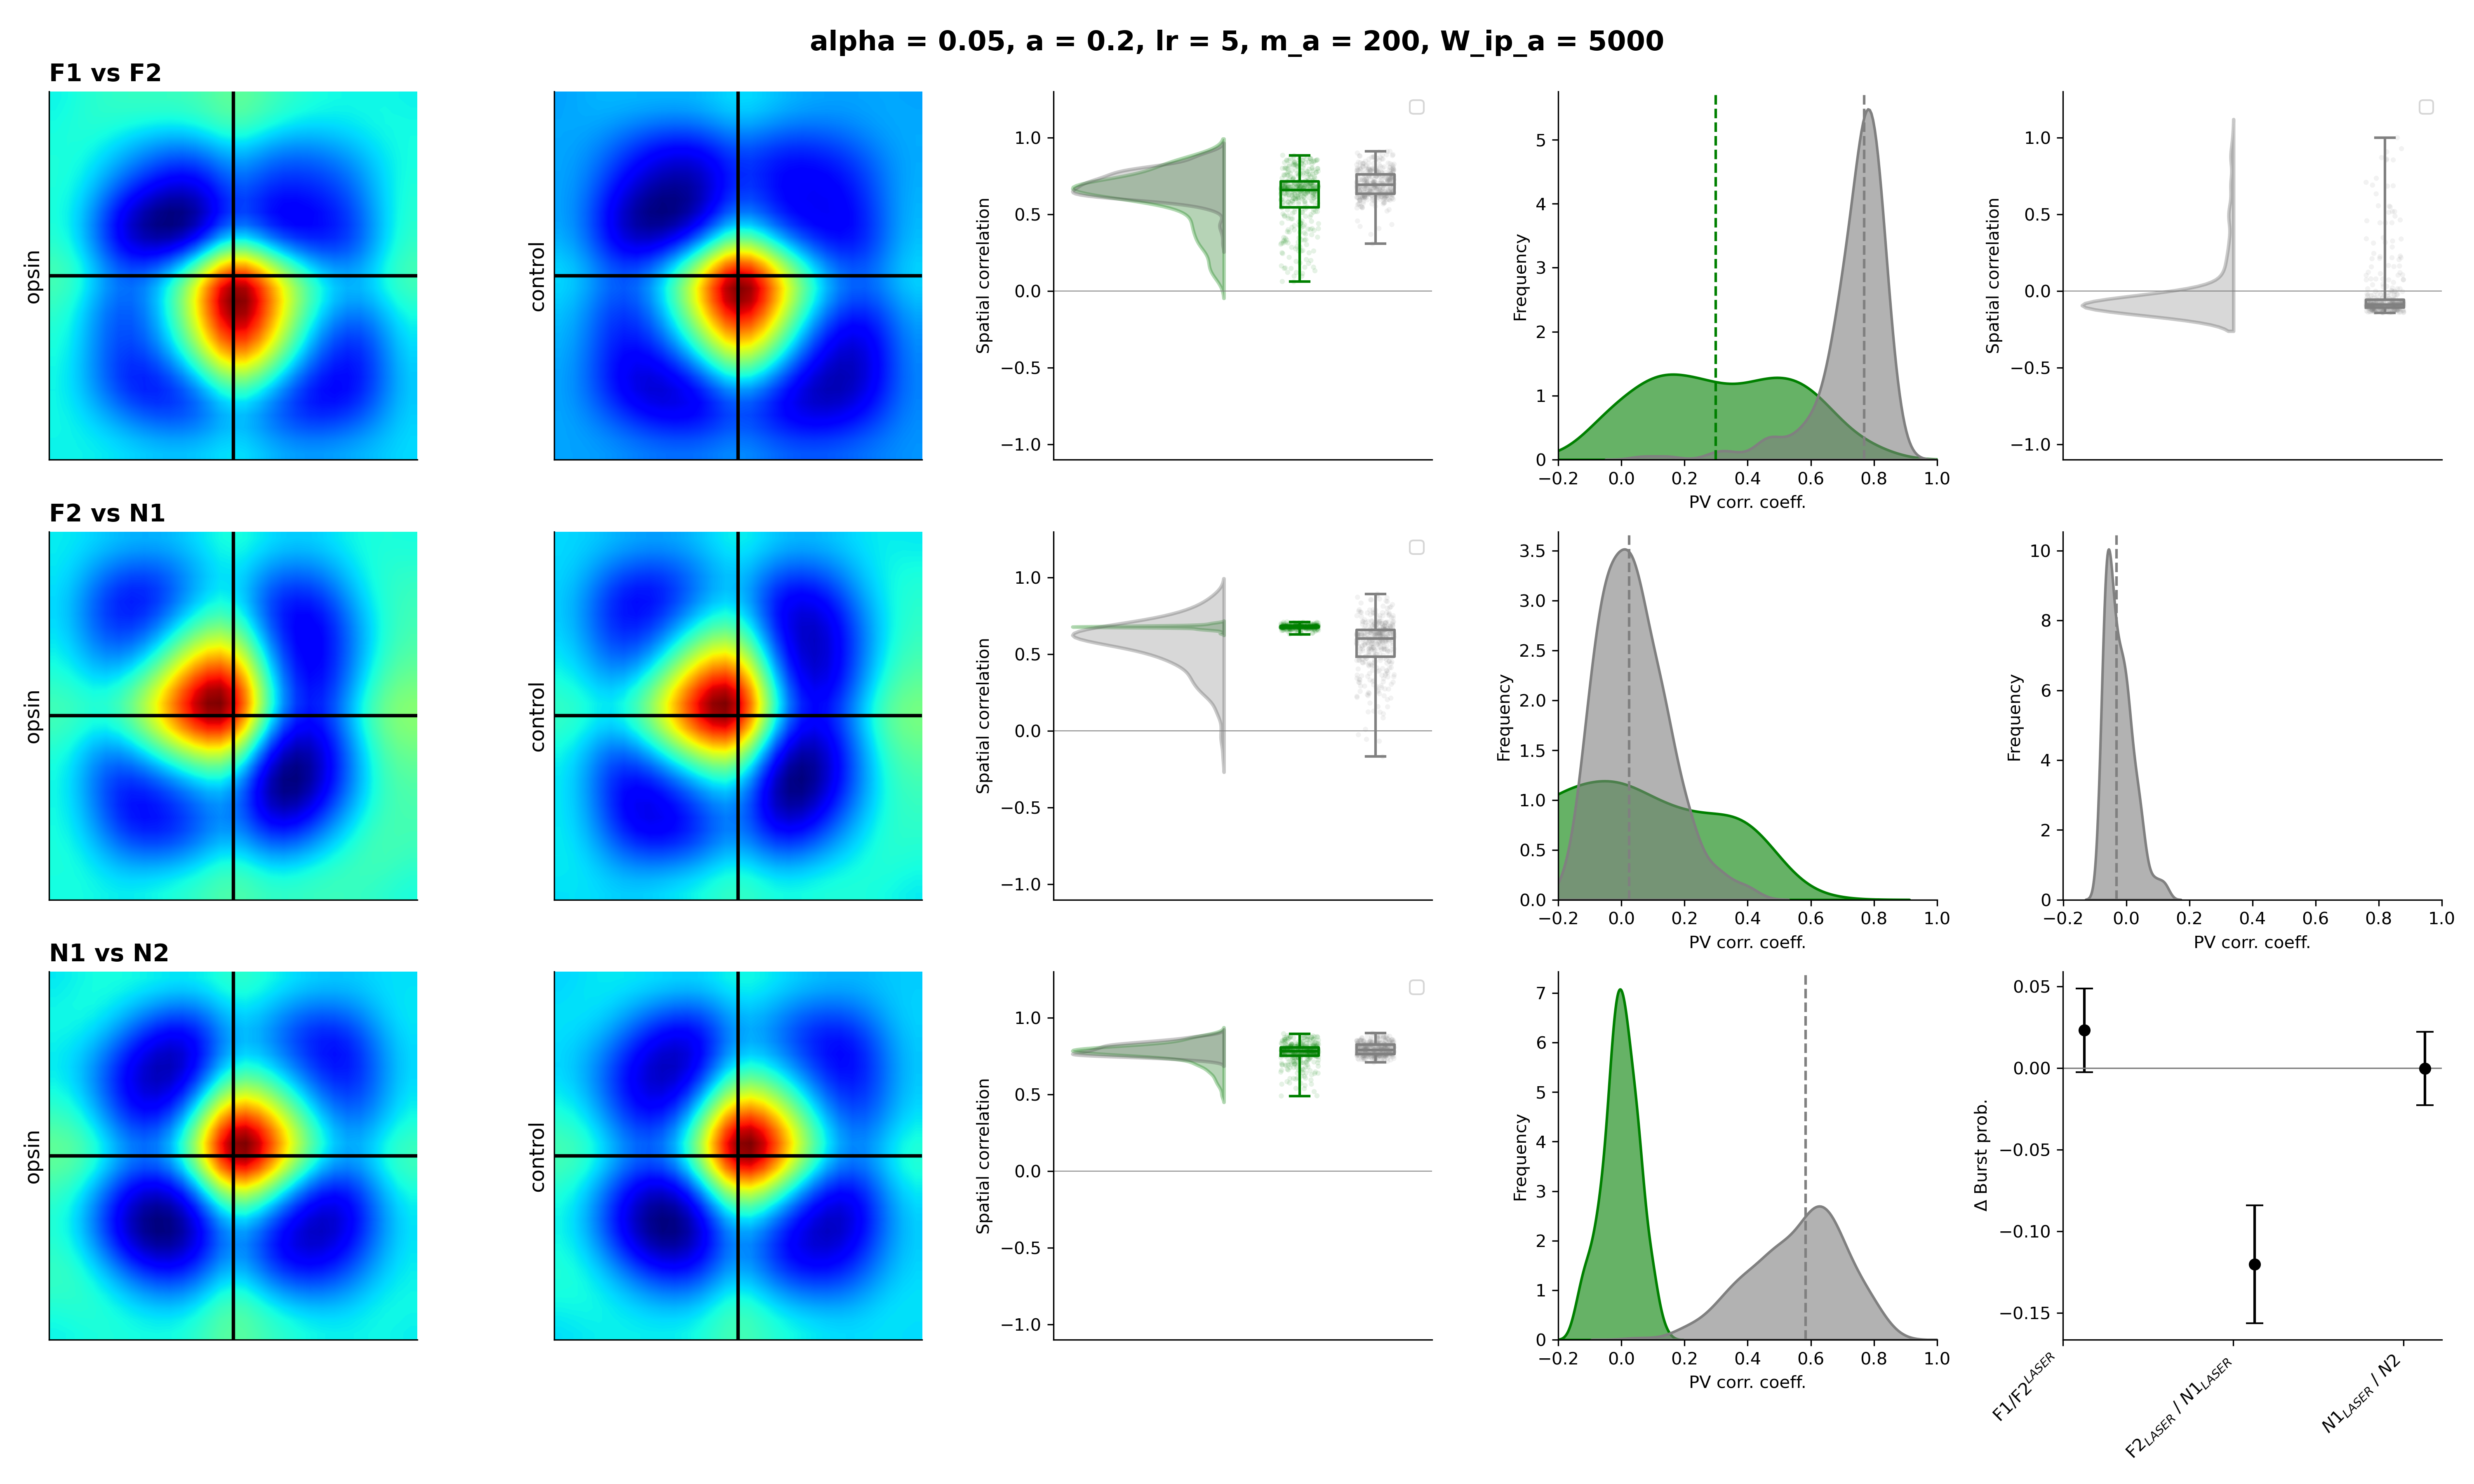 alpha = 0.05, a = 0.2, lr = 5, m_a = 200, W_ip_a = 5000
F1 vs F2
opsin
control
Spatial correlation
1.0
0.5
0.0
−0.5
−1.0
Frequency
5
4
3
2
1
0
−0.2 0.0 0.2 0.4 0.6 0.8 1.0
PV corr. coeff.
Spatial correlation
1.0
0.5
0.0
−0.5
−1.0
F2 vs N1
opsin
control
Spatial correlation
1.0
0.5
0.0
−0.5
−1.0
Frequency
3.5
3.0
2.5
2.0
1.5
1.0
0.5
0.0
−0.2 0.0 0.2 0.4 0.6 0.8 1.0
PV corr. coeff.
Frequency
10
8
6
4
2
0
−0.2 0.0 0.2 0.4 0.6 0.8 1.0
PV corr. coeff.
N1 vs N2
opsin
control
Spatial correlation
1.0
0.5
0.0
−0.5
−1.0
Frequency
7
6
5
4
3
2
1
0
−0.2 0.0 0.2 0.4 0.6 0.8 1.0
PV corr. coeff.
Δ Burst prob.
0.05
0.00
−0.05
−0.10
−0.15
F1/F2LASER
F2LASER / N1LASER
N1LASER / N2